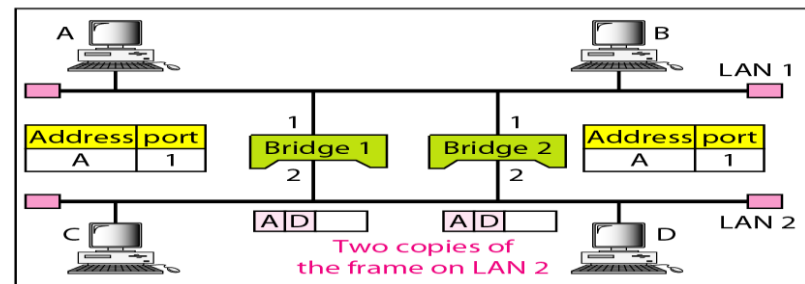 A
B
LAN 1
1
1
Address port
A 1
Bridge 1
Bridge 2
Address port
A 1
2
2
C
A D
A D
D
LAN 2
Two copies of
the frame on LAN 2